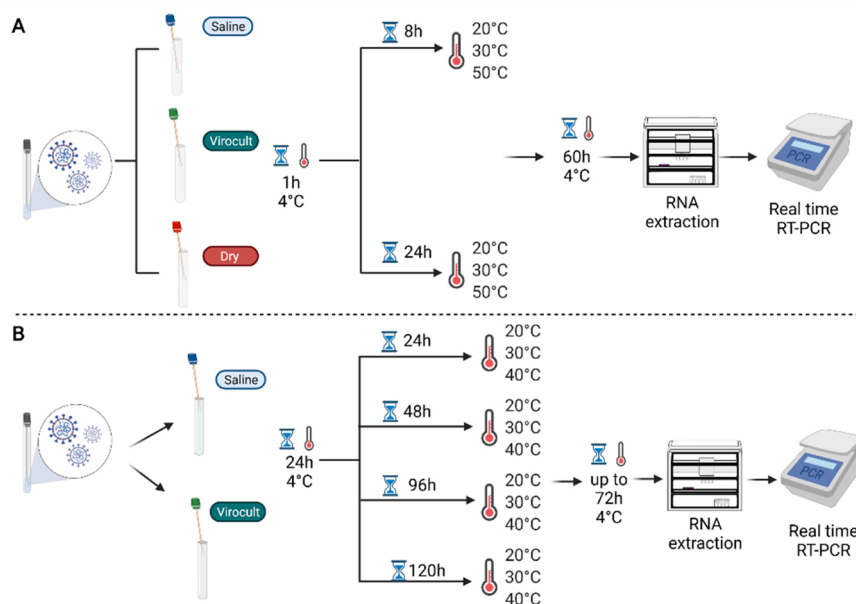 A
Saline
Virocult
Dry
1h
4°C
8h
20°C
30°C
50°C
24h
20°C
30°C
50°C
60h
4°C
RNA
extraction
PCR
Real time
RT-PCR
B
Saline
Virocult
24h
4°C
24h
20°C
30°C
40°C
48h
20°C
30°C
40°C
96h
20°C
30°C
40°C
120h
20°C
30°C
40°C
up to
72h
4°C
RNA
extraction
PCR
Real time
RT-PCR